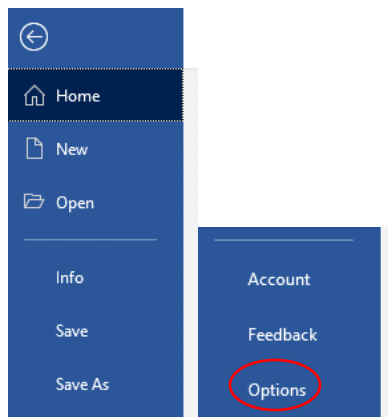 Home
New
Open
Info
Save
Save As
Account
Feedback
Options